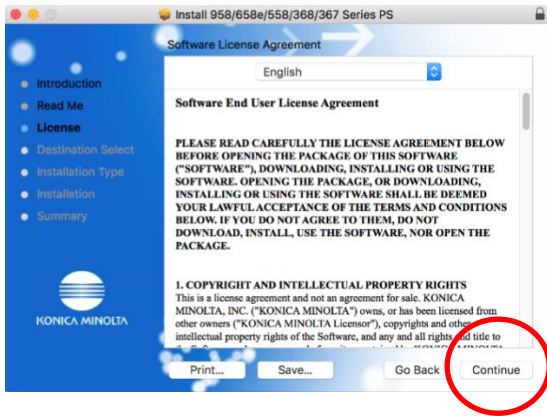 Install 958/658e/558/368/367 Series PS
Software License Agreement
Introduction
Read Me
License
Destination Select
Installation Type
Installation
Summary
KONICA MINOLTA
English
Software End User License Agreement
PLEASE READ CAREFULLY THE LICENSE AGREEMENT BELOW
BEFORE OPENING THE PACKAGE OF THIS SOFTWARE
("SOFTWARE"), DOWNLOADING, INSTALLING OR USING THE
SOFTWARE. OPENING THE PACKAGE, OR DOWNLOADING,
INSTALLING OR USING THE SOFTWARE SHALL BE DEEMED
YOUR LAWFUL ACCEPTANCE OF THE TERMS AND CONDITIONS
BELOW. IF YOU DO NOT AGREE TO THEM, DO NOT
DOWNLOAD, INSTALL, USE THE SOFTWARE, NOR OPEN THE
PACKAGE.
1. COPYRIGHT AND INTELLECTUAL PROPERTY RIGHTS
This is a license agreement and not an agreement for sale. KONICA
MINOLTA, INC. ("KONICA MINOLTA") owns, or has been licensed from
other owners ("KONICA MINOLTA Licensor"), copyrights and other
intellectual property rights of the Software, and any and all rights and title to
Print...
Save...
Go Back
Continue